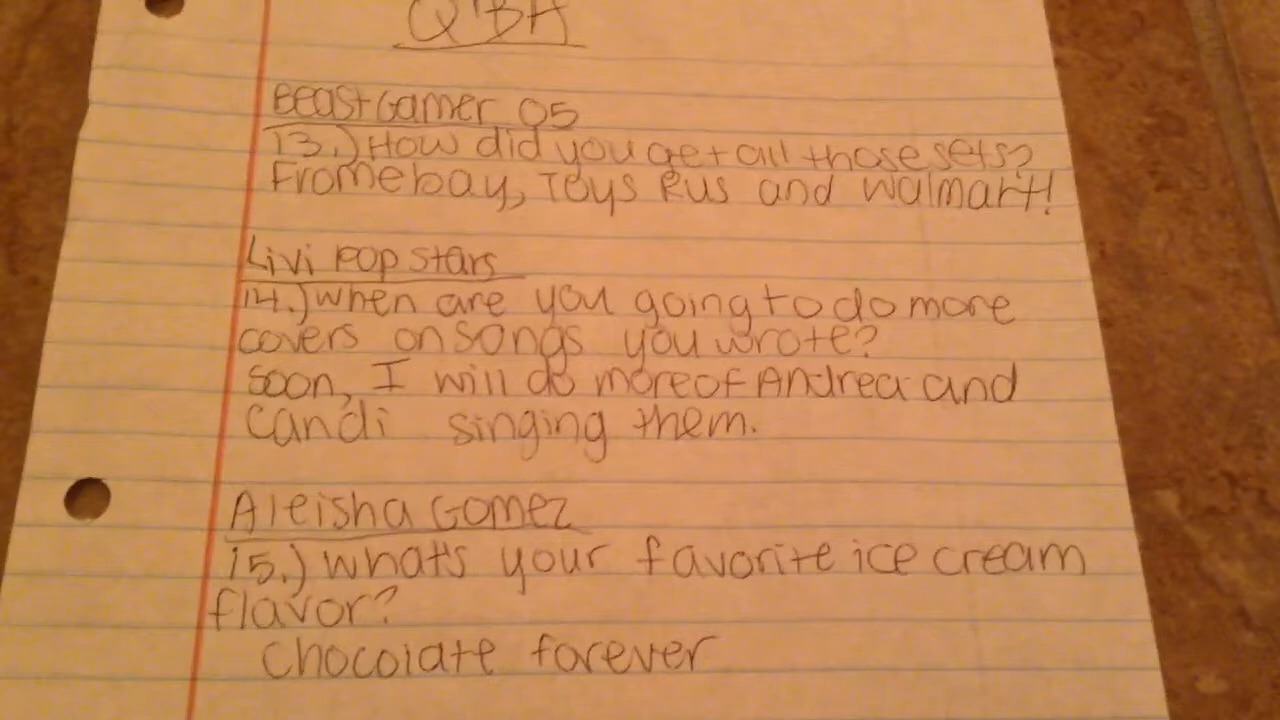 Q&A
BeastGamer 05
13.) How did you get all those sets?
From ebay, Toys R us and walmart!
Livi Pop stars
14.) when are you going to do more
covers on songs you wrote?
soon, I will do more of Andrea and
Candi singing them.
Aleisha Gomez
15.) whats your favorite ice cream
flavor?
Chocolate forever